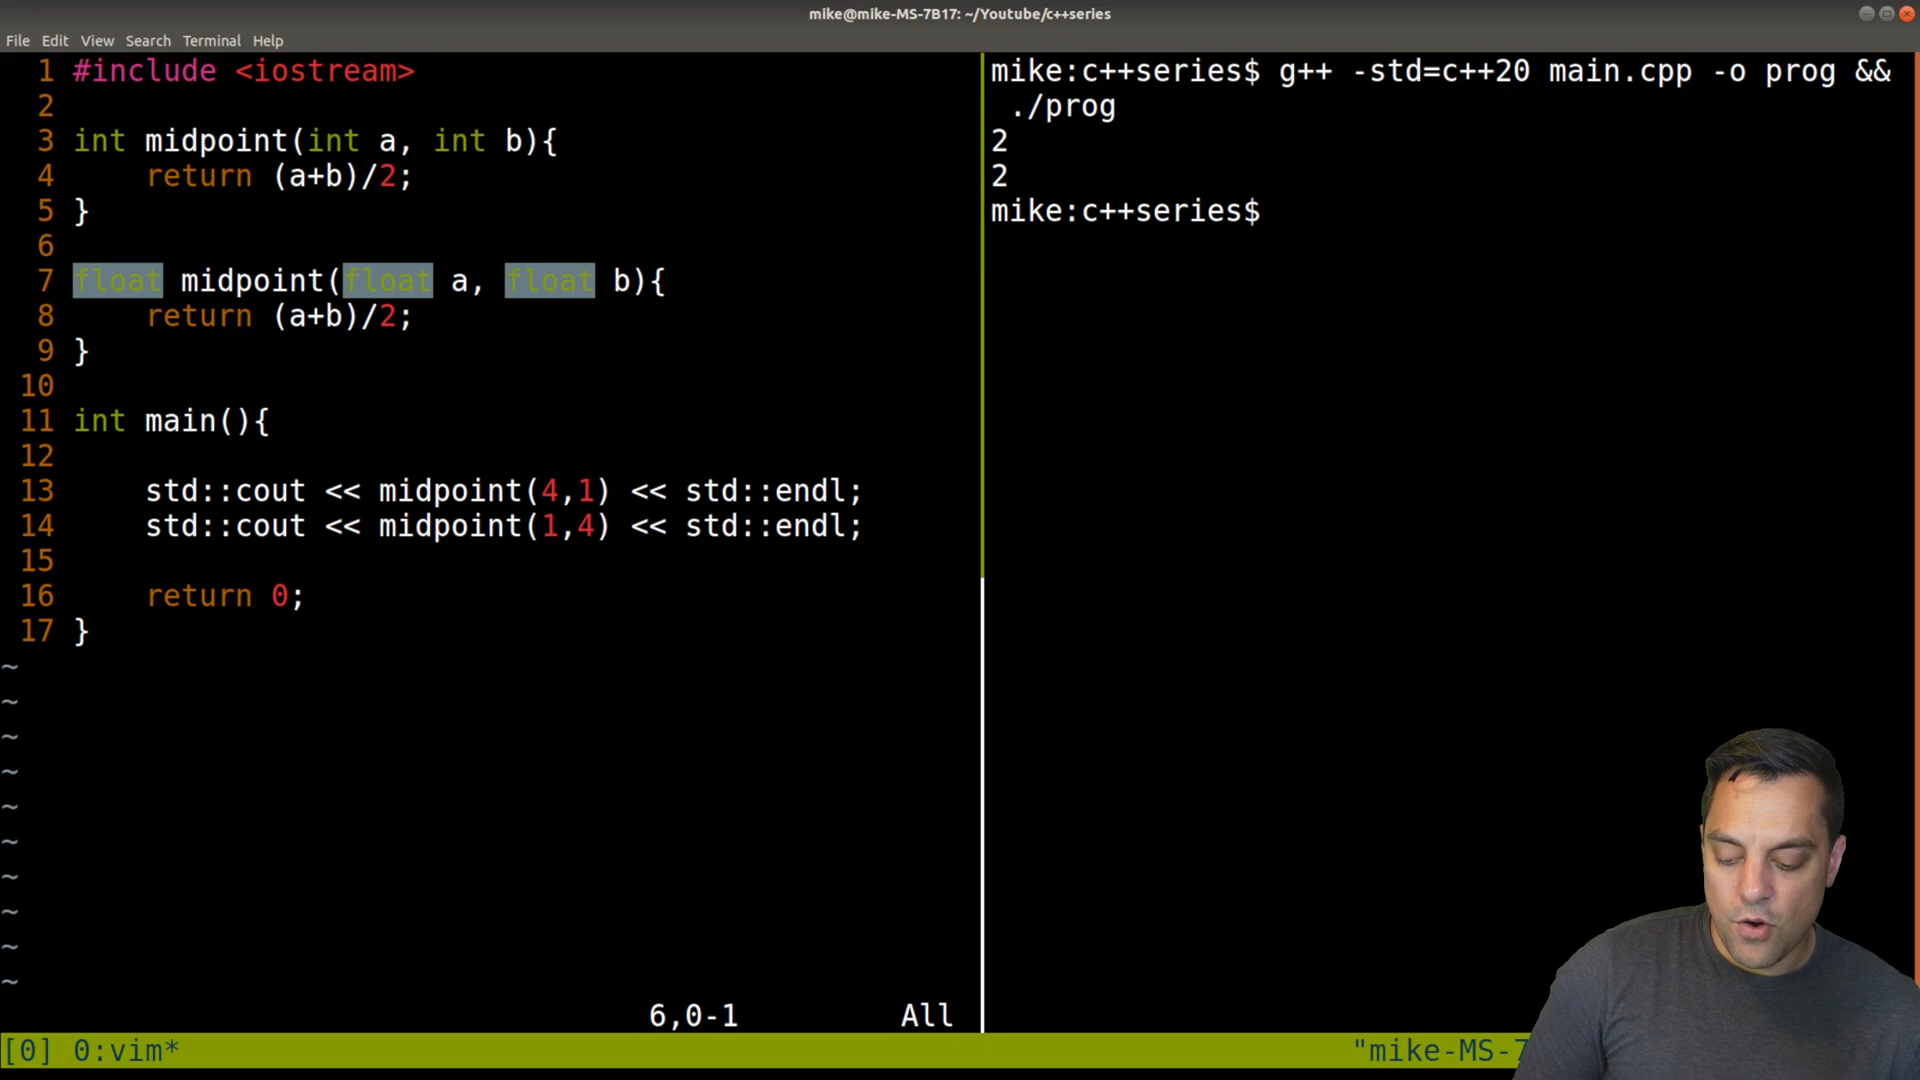 mike@mike-MS-7B17: ~/Youtube/c++series
File Edit View Search Terminal Help
1 #include <iostream>
2
3 int midpoint(int a, int b){
4     return (a+b)/2;
5 }
6
7 float midpoint(float a, float b){
8     return (a+b)/2;
9 }
10
11 int main(){
12
13     std::cout << midpoint(4,1) << std::endl;
14     std::cout << midpoint(1,4) << std::endl;
15
16     return 0;
17 }
~
~
~
~
~
~
~
~
~
~
6,0-1 All
mike:c++series$ g++ -std=c++20 main.cpp -o prog &&
./prog
2
2
mike:c++series$
[0] 0:vim* "mike-MS-7